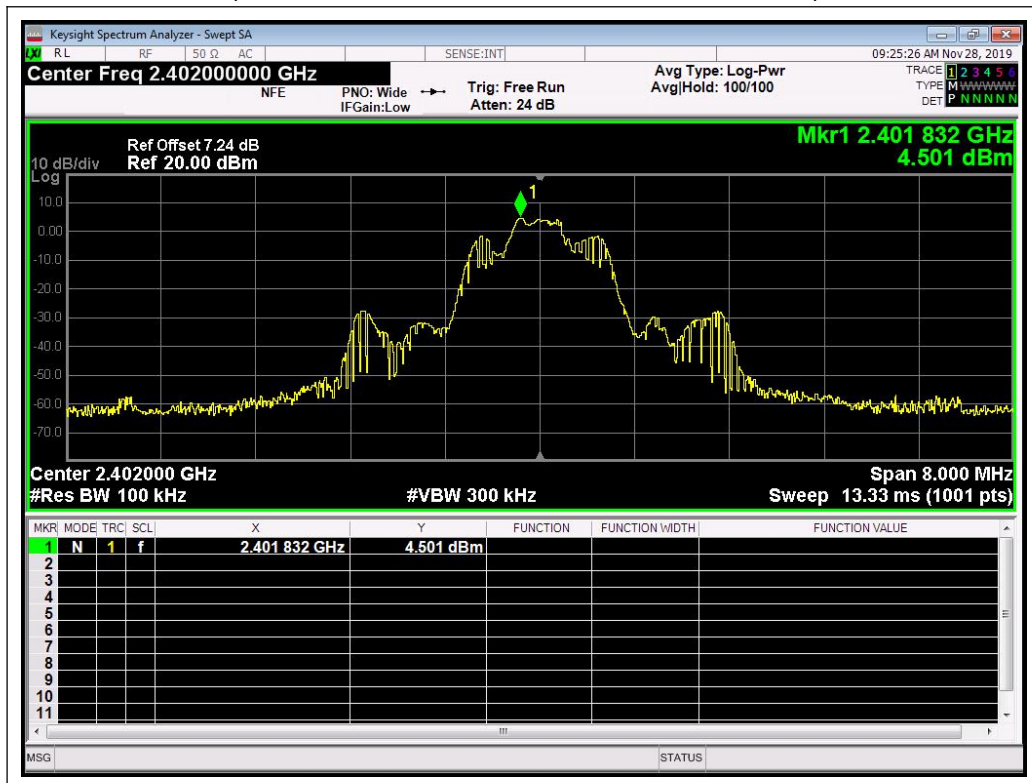 Keysight Spectrum Analyzer - Swept SA
LXI RL RF 50 Ω AC SENSE:INT 09:25:26 AM Nov 28, 2019
Center Freq 2.402000000 GHz Avg Type: Log-Pwr TRACE 1 2 3 4 5 6
NFE PNO: Wide Trig: Free Run Avg|Hold: 100/100 TYPE M WWWWW
IFGain:Low Atten: 24 dB DET P N N N N N
Mkr1 2.401 832 GHz
Ref Offset 7.24 dB
10 dB/div Ref 20.00 dBm 4.501 dBm
Log
1
10.0
0.00
-10.0
-20.0
-30.0
-40.0
-50.0
-60.0
-70.0
Center 2.402000 GHz Span 8.000 MHz
#Res BW 100 kHz #VBW 300 kHz Sweep 13.33 ms (1001 pts)
MKR MODE TRC SCL X Y FUNCTION FUNCTION WIDTH FUNCTION VALUE
1 N 1 f 2.401 832 GHz 4.501 dBm
2
3
4
5
6
7
8
9
10
11
MSG STATUS